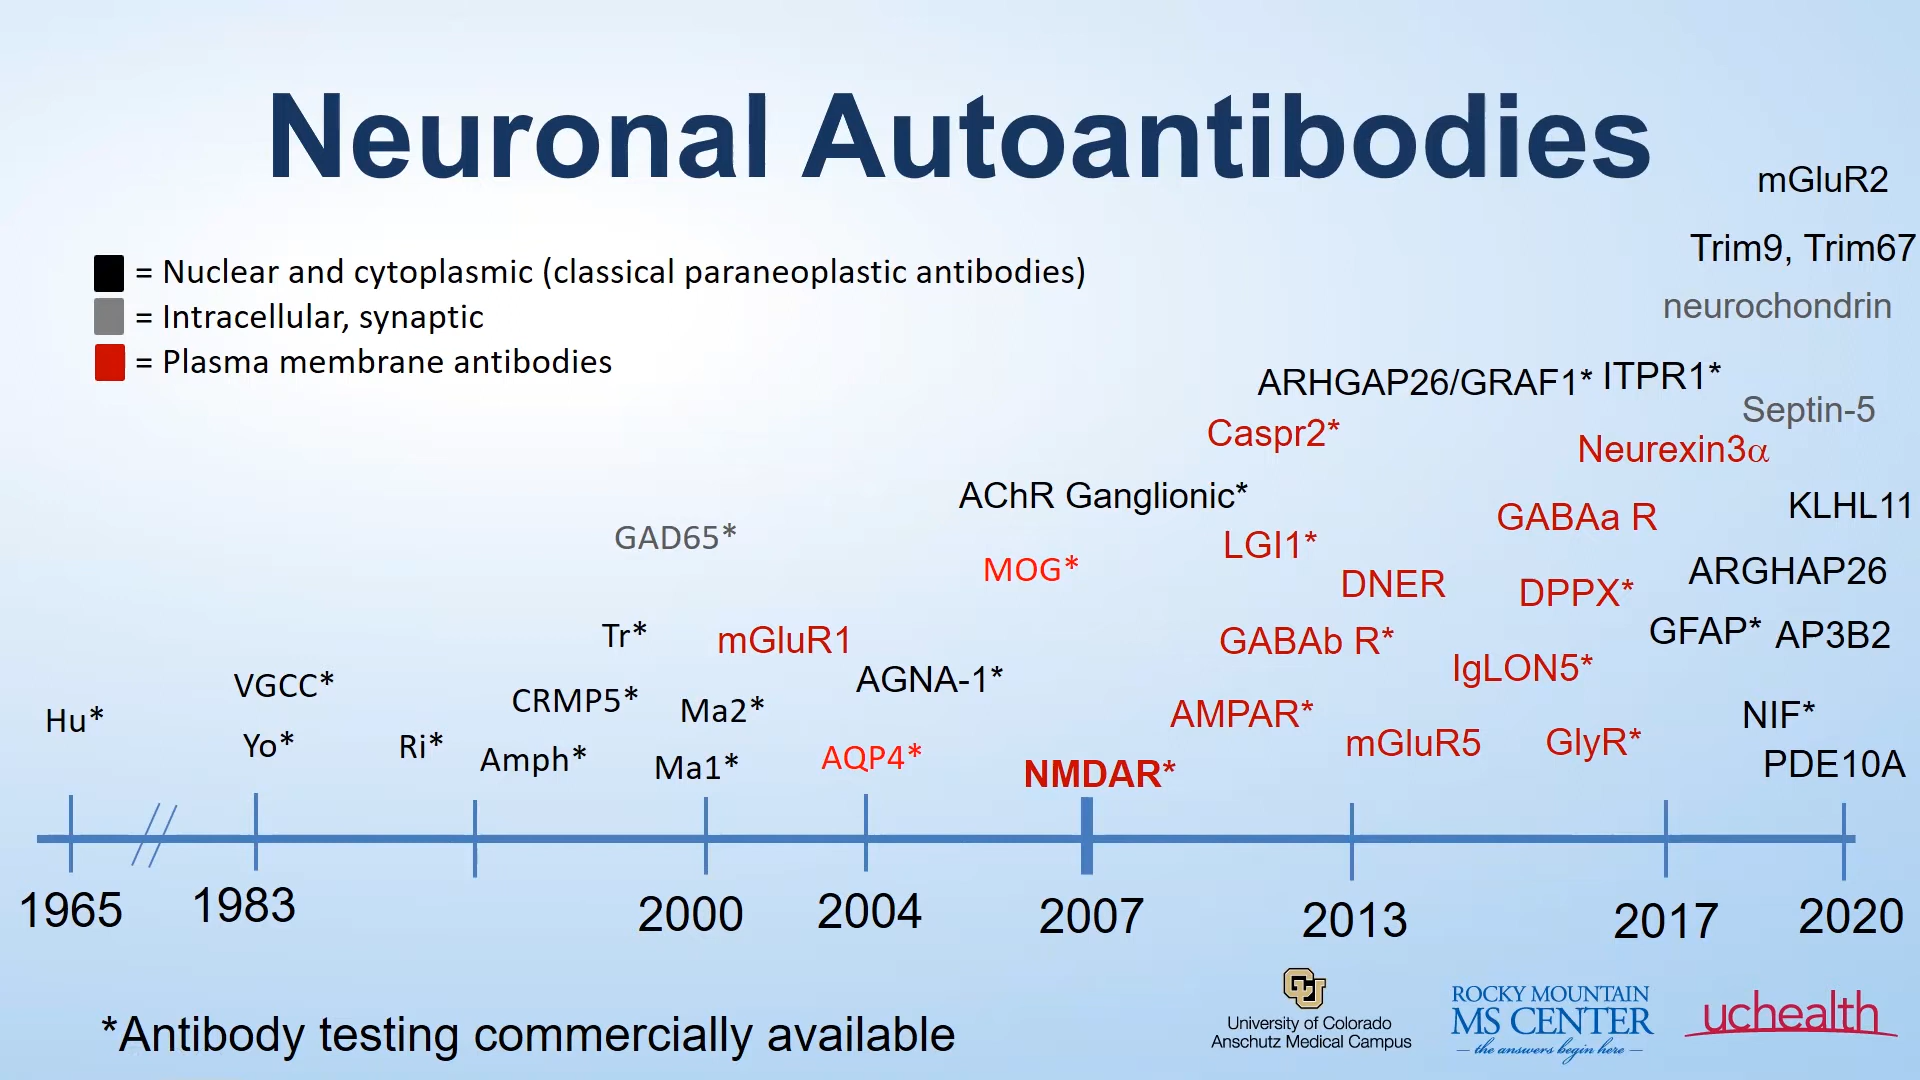 Neuronal Autoantibodies
mGluR2
Trim9, Trim67
= Nuclear and cytoplasmic (classical paraneoplastic antibodies)
= Intracellular, synaptic
= Plasma membrane antibodies
neurochondrin
ARHGAP26/GRAF1* ITPR1*
Septin-5
Caspr2*
Neurexin3α
AChR Ganglionic*
KLHL11
GABAa R
GAD65*
LGI1*
MOG*
ARGHAP26
DNER
DPPX*
Tr*
mGluR1
GABAb R*
GFAP*
AP3B2
IgLON5*
VGCC*
AGNA-1*
CRMP5*
Ma2*
Hu*
AMPAR*
NIF*
Yo*
Ri*
Amph*
Ma1*
AQP4*
NMDAR*
mGluR5
GlyR*
PDE10A
1965
1983
2000
2004
2007
2013
2017
2020
*Antibody testing commercially available
CU
University of Colorado
Anschutz Medical Campus
ROCKY MOUNTAIN
MS CENTER
— the answers begin here —
uchealth